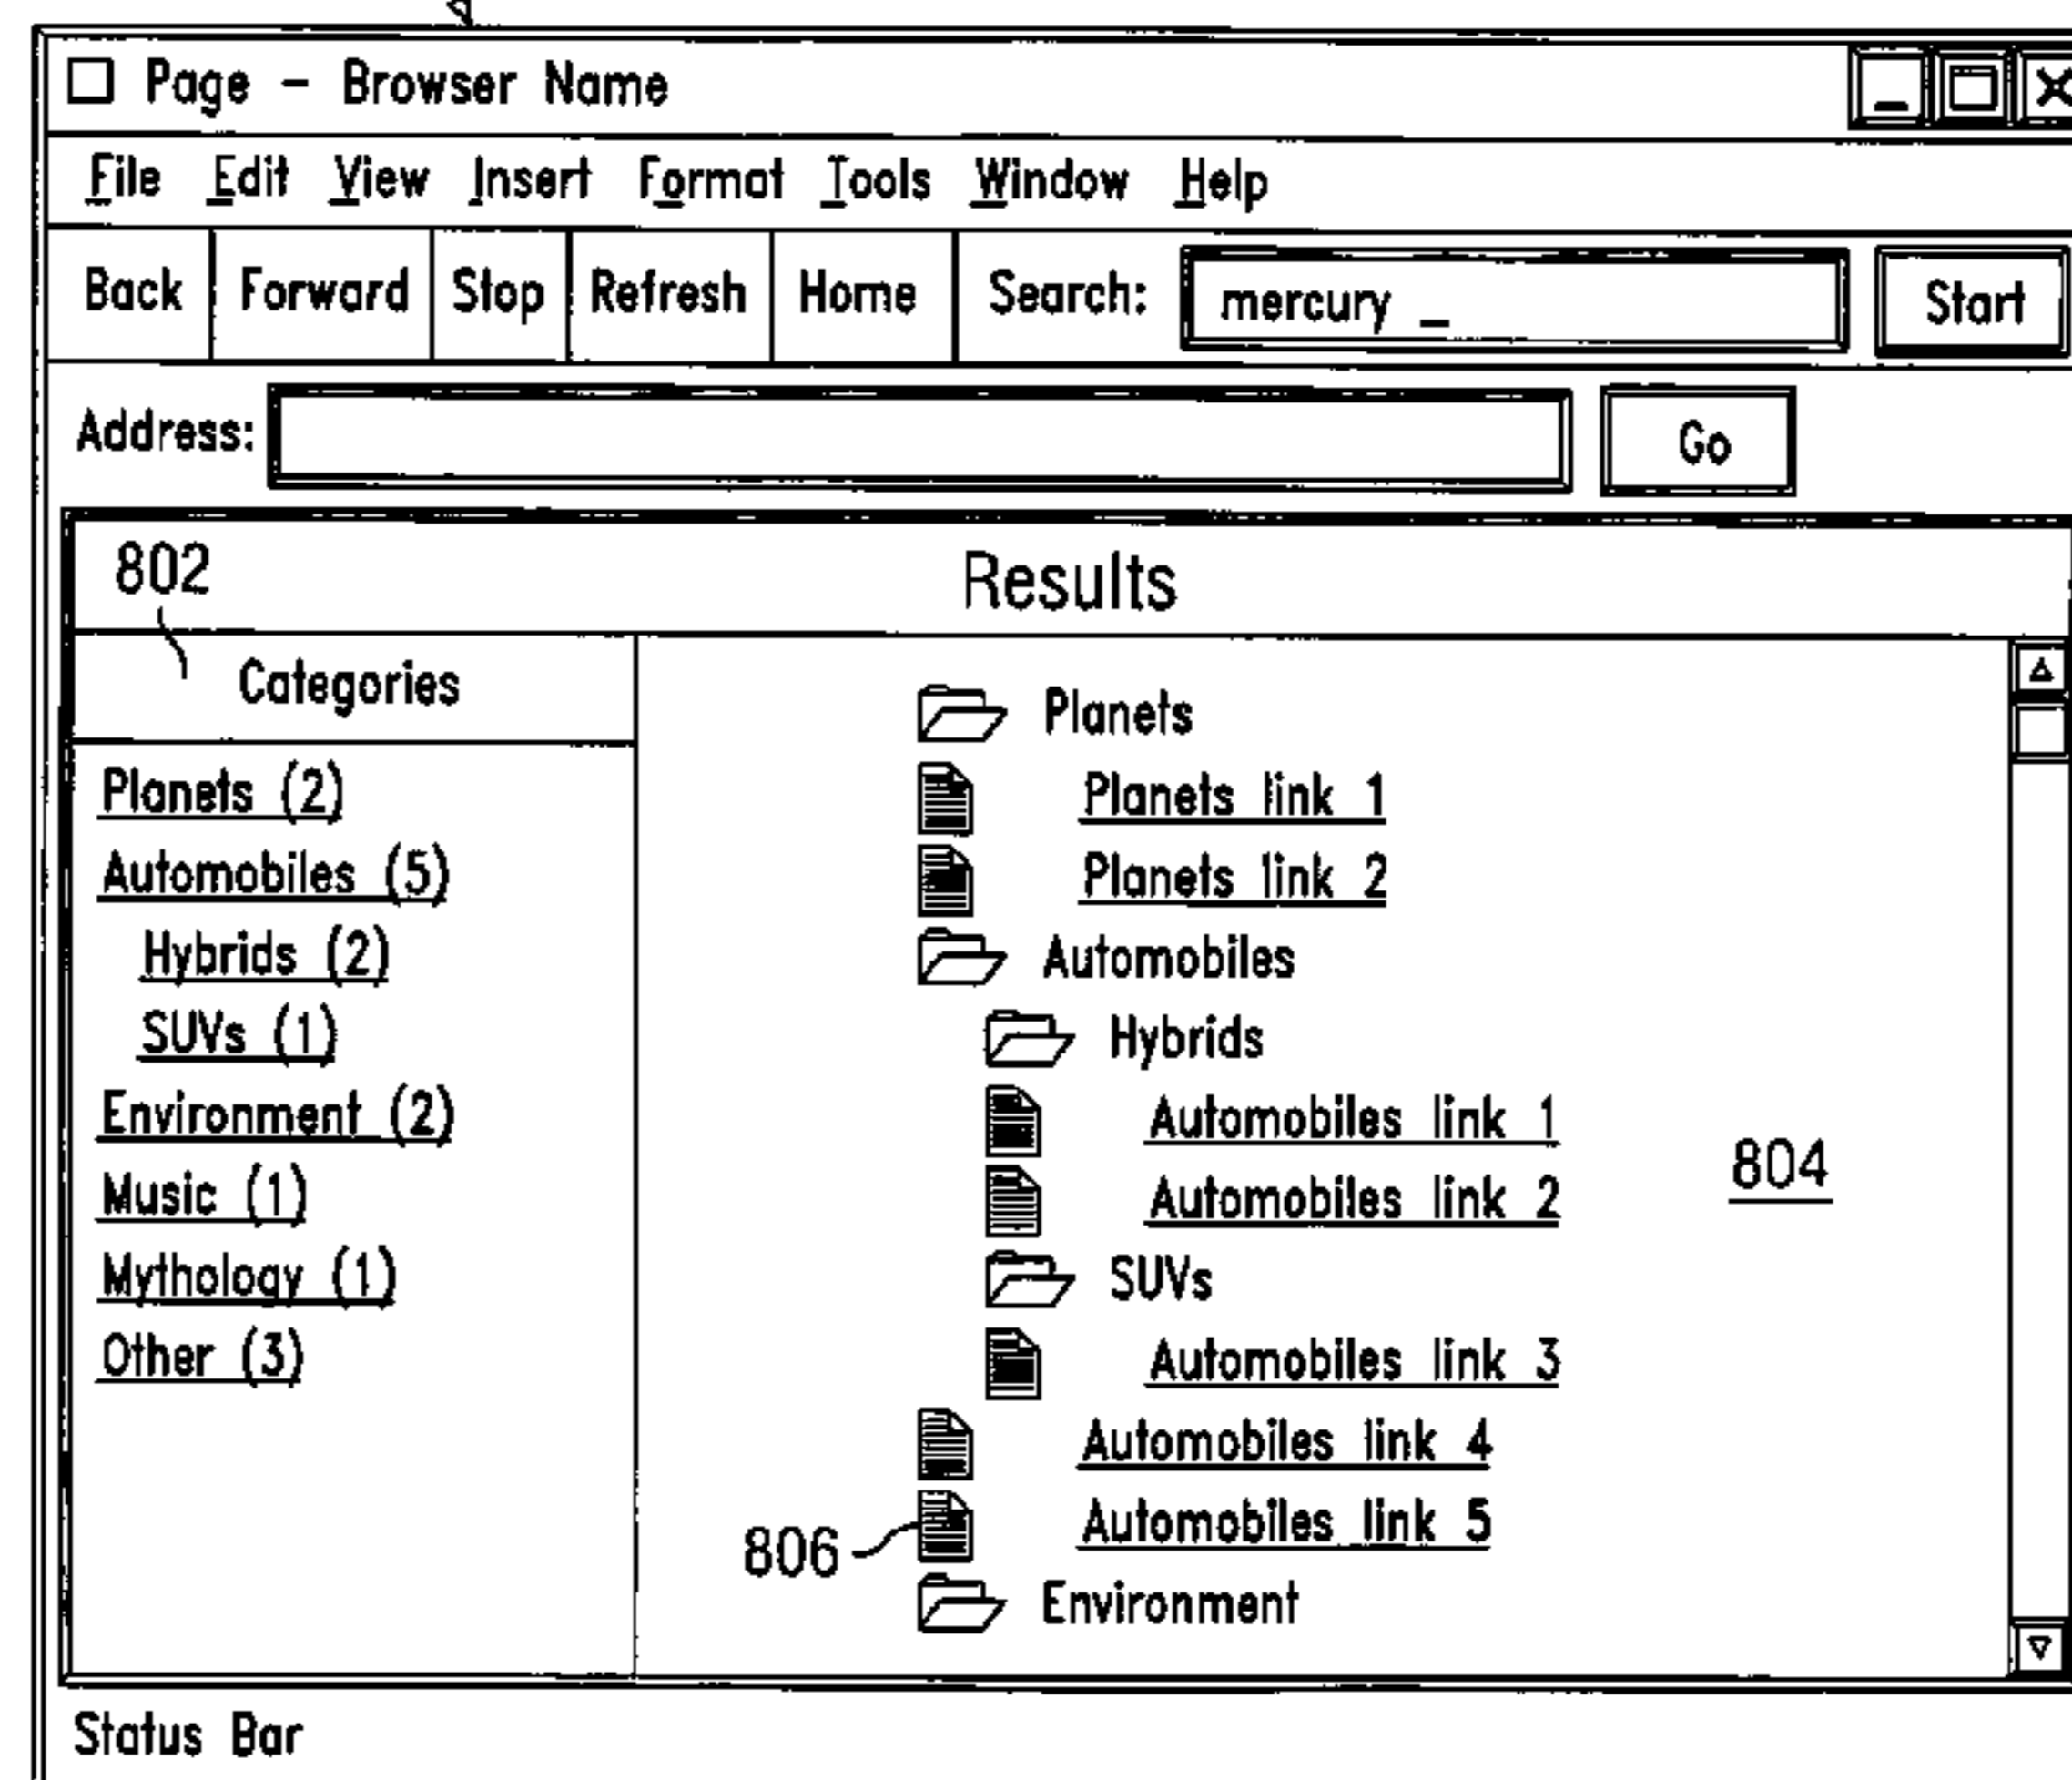 Page - Browser Name
File Edit View Insert Format Tools Window Help
Back Forward Stop Refresh Home Search: mercury _ Start
Address: Go
802 Results
Categories
Planets (2)
Automobiles (5)
Hybrids (2)
SUVs (1)
Environment (2)
Music (1)
Mythology (1)
Other (3)
Planets
Planets link 1
Planets link 2
Automobiles
Hybrids
Automobiles link 1
Automobiles link 2
804
SUVs
Automobiles link 3
Automobiles link 4
806 Automobiles link 5
Environment
Status Bar